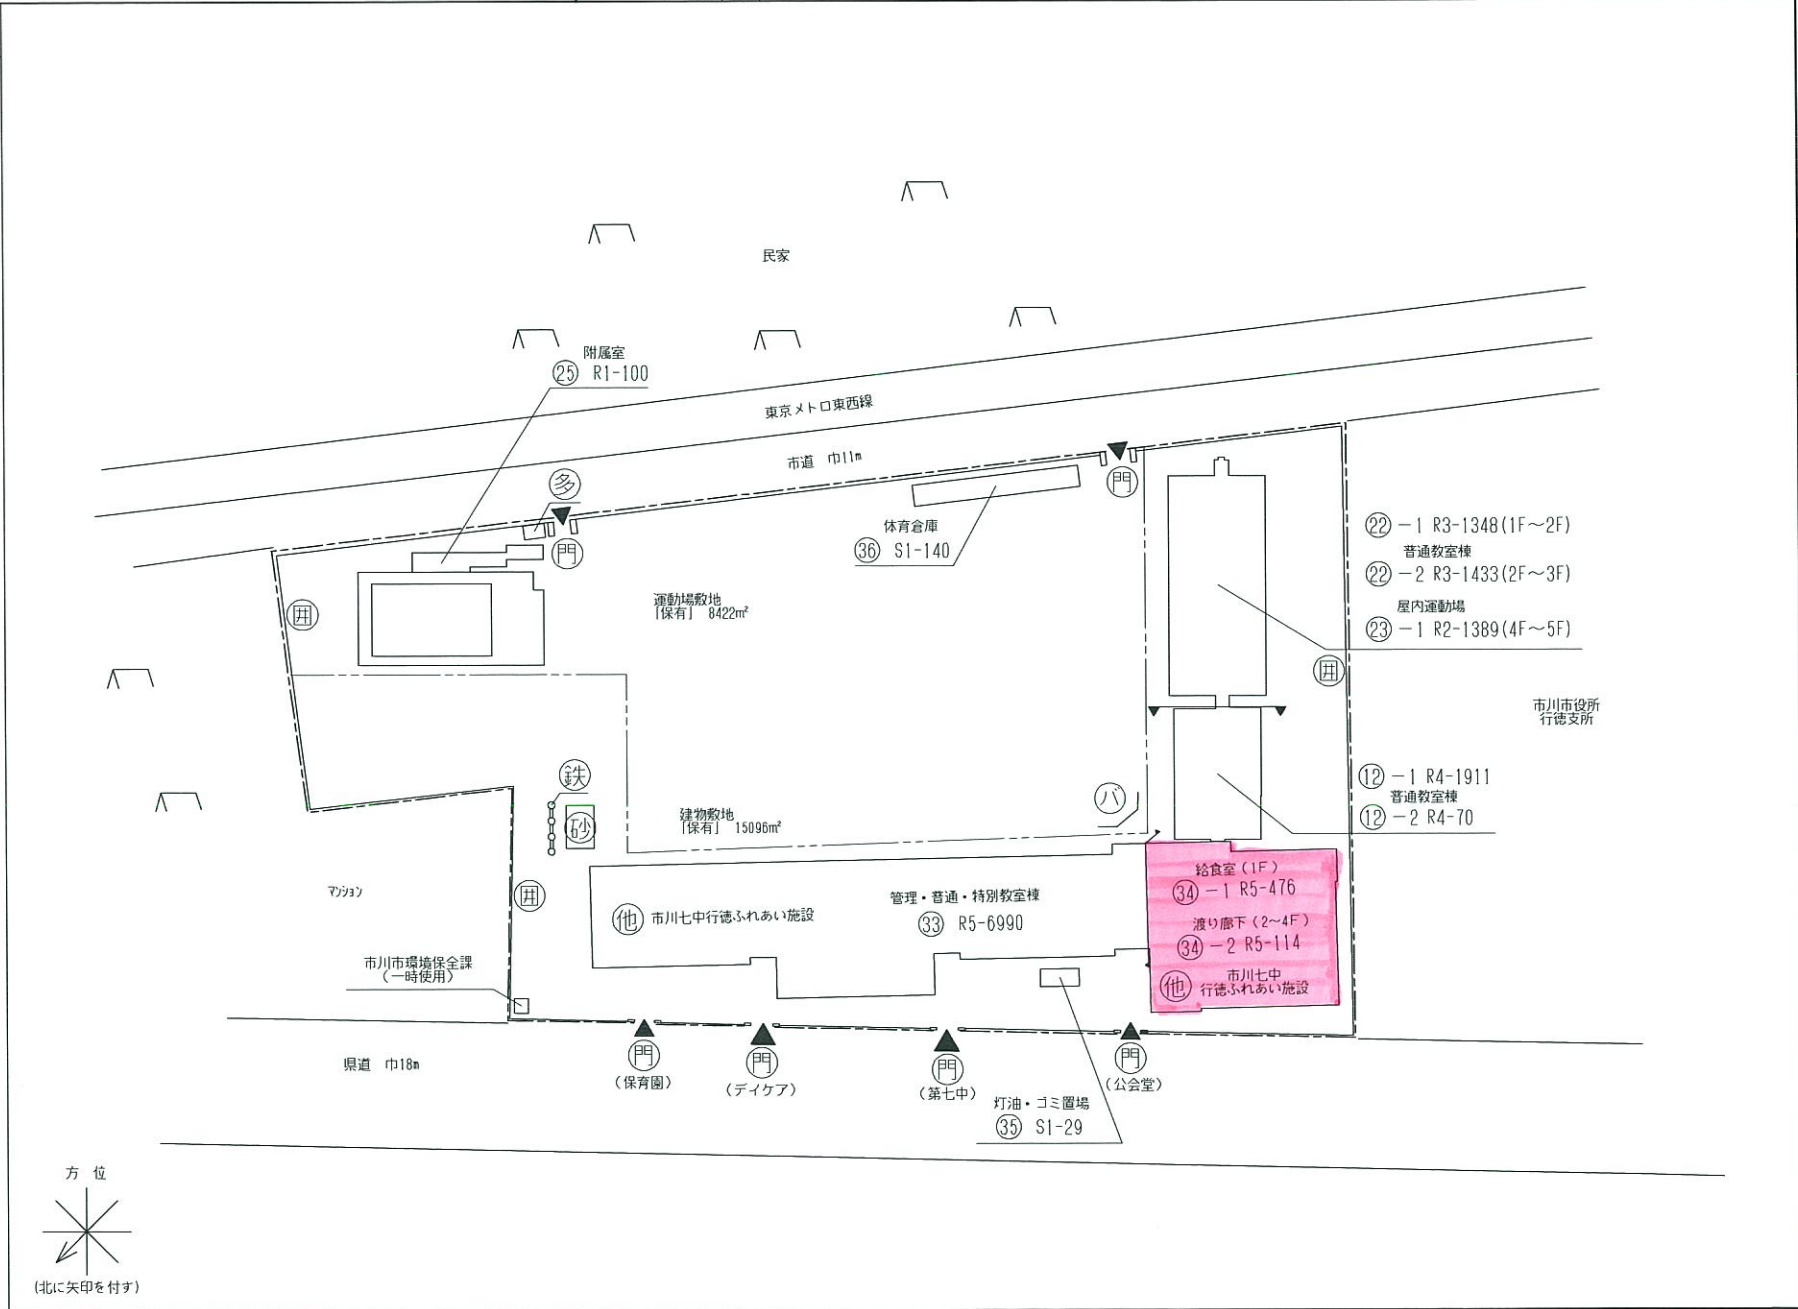 民家
附属室
㉕ R1-100
東京メトロ東西線
市道 巾11m
多
門
門
体育倉庫
㊱ S1-140
囲
運動場敷地
「保有」 8422㎡
㉒-1 R3-1348(1F～2F)
普通教室棟
㉒-2 R3-1433(2F～3F)
屋内運動場
㉓-1 R2-1389(4F～5F)
囲
市川市役所
行徳支所
鉄
砂
バ
⑫-1 R4-1911
普通教室棟
⑫-2 R4-70
建物敷地
「保有」 15096㎡
マンション
囲
他 市川七中行徳ふれあい施設
管理・普通・特別教室棟
㉝ R5-6990
給食室(1F)
㉞-1 R5-476
渡り廊下(2～4F)
㉞-2 R5-114
他 市川七中
行徳ふれあい施設
市川市環境保全課
(一時使用)
県道 巾18m
門
(保育園)
門
(デイケア)
門
(第七中)
門
(公会堂)
灯油・ゴミ置場
㉟ S1-29
方 位
(北に矢印を付す)